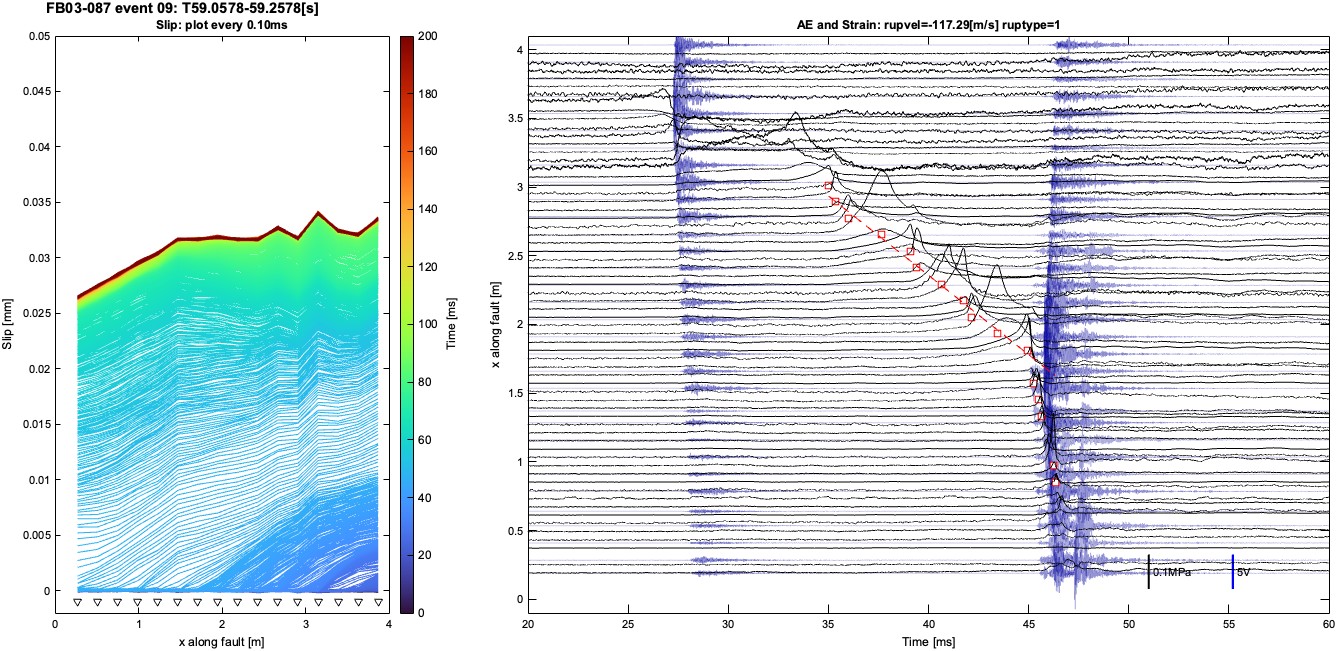 FB03-087 event 09: T59.0578-59.2578[s]
Slip: plot every 0.10ms
0.05
0.045
0.04
0.035
0.03
0.025
0.02
0.015
0.01
0.005
0
Slip [mm]
0 1 2 3 4
x along fault [m]
200
180
160
140
120
100
80
60
40
20
0
Time [ms]
AE and Strain: rupvel=-117.29[m/s] ruptype=1
4
3.5
3
2.5
2
1.5
1
0.5
0
x along fault [m]
0.1MPa 5V
20 25 30 35 40 45 50 55 60
Time [ms]